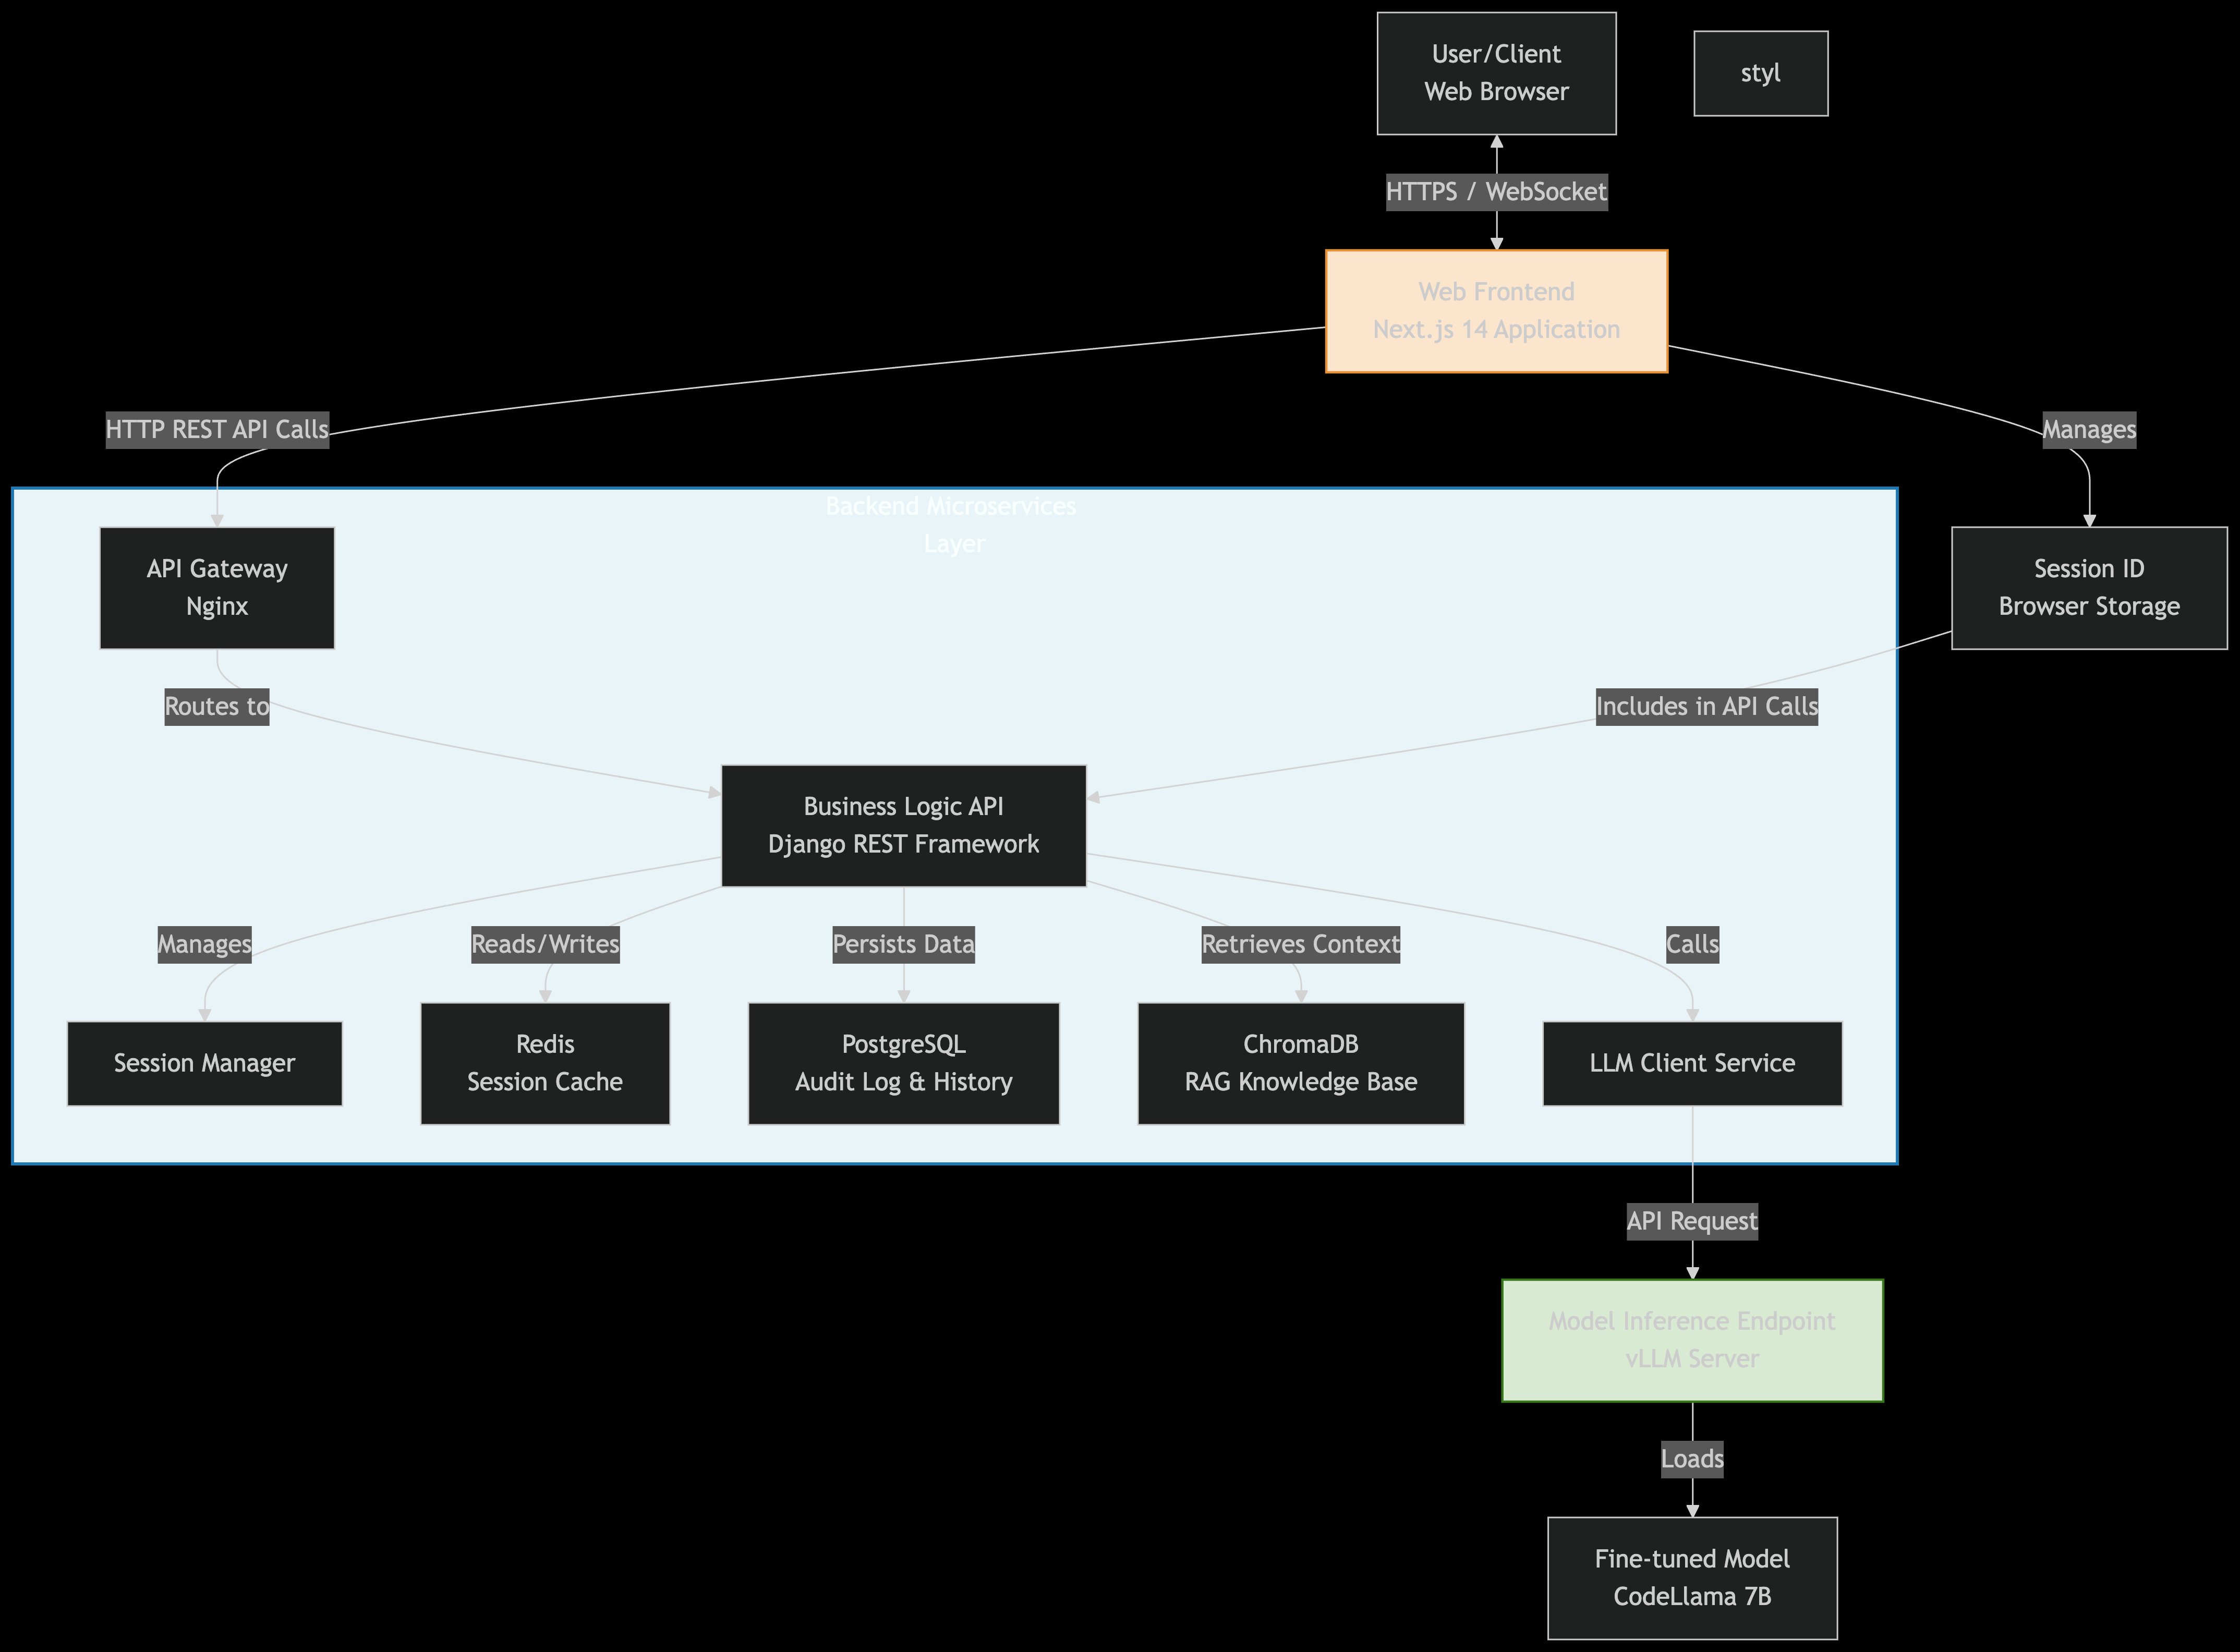 User/Client
Web Browser
styl
HTTPS / WebSocket
Web Frontend
Next.js 14 Application
HTTP REST API Calls
Manages
Backend Microservices
Layer
API Gateway
Nginx
Session ID
Browser Storage
Routes to
Includes in API Calls
Business Logic API
Django REST Framework
Manages
Reads/Writes
Persists Data
Retrieves Context
Calls
Session Manager
Redis
Session Cache
PostgreSQL
Audit Log & History
ChromaDB
RAG Knowledge Base
LLM Client Service
API Request
Model Inference Endpoint
vLLM Server
Loads
Fine-tuned Model
CodeLlama 7B